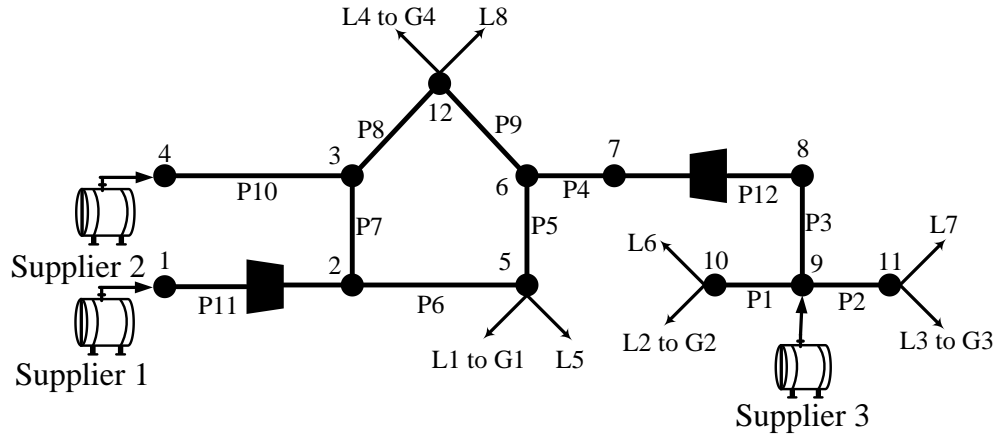 L4 to G4
L8
12
P8
P9
4
3
7
8
6
P10
P4
P12
P7
P5
P3
Supplier 2
1
2
5
L6
10
9
11
L7
P11
P6
P1
P2
L1 to G1
L5
L2 to G2
L3 to G3
Supplier 1
Supplier 3